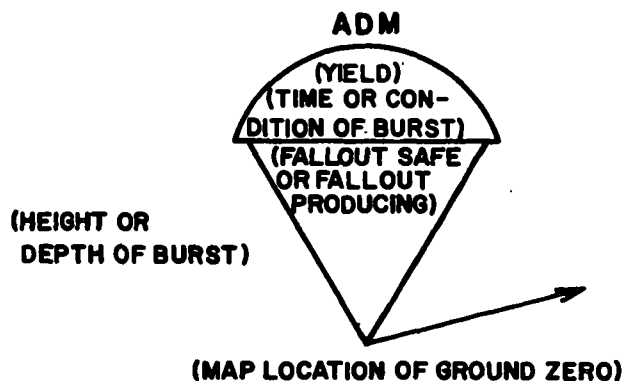 ADM
(YIELD)
(TIME OR CON-
DITION OF BURST)
(FALLOUT SAFE
OR FALLOUT
PRODUCING)
(HEIGHT OR
DEPTH OF BURST)
(MAP LOCATION OF GROUND ZERO)